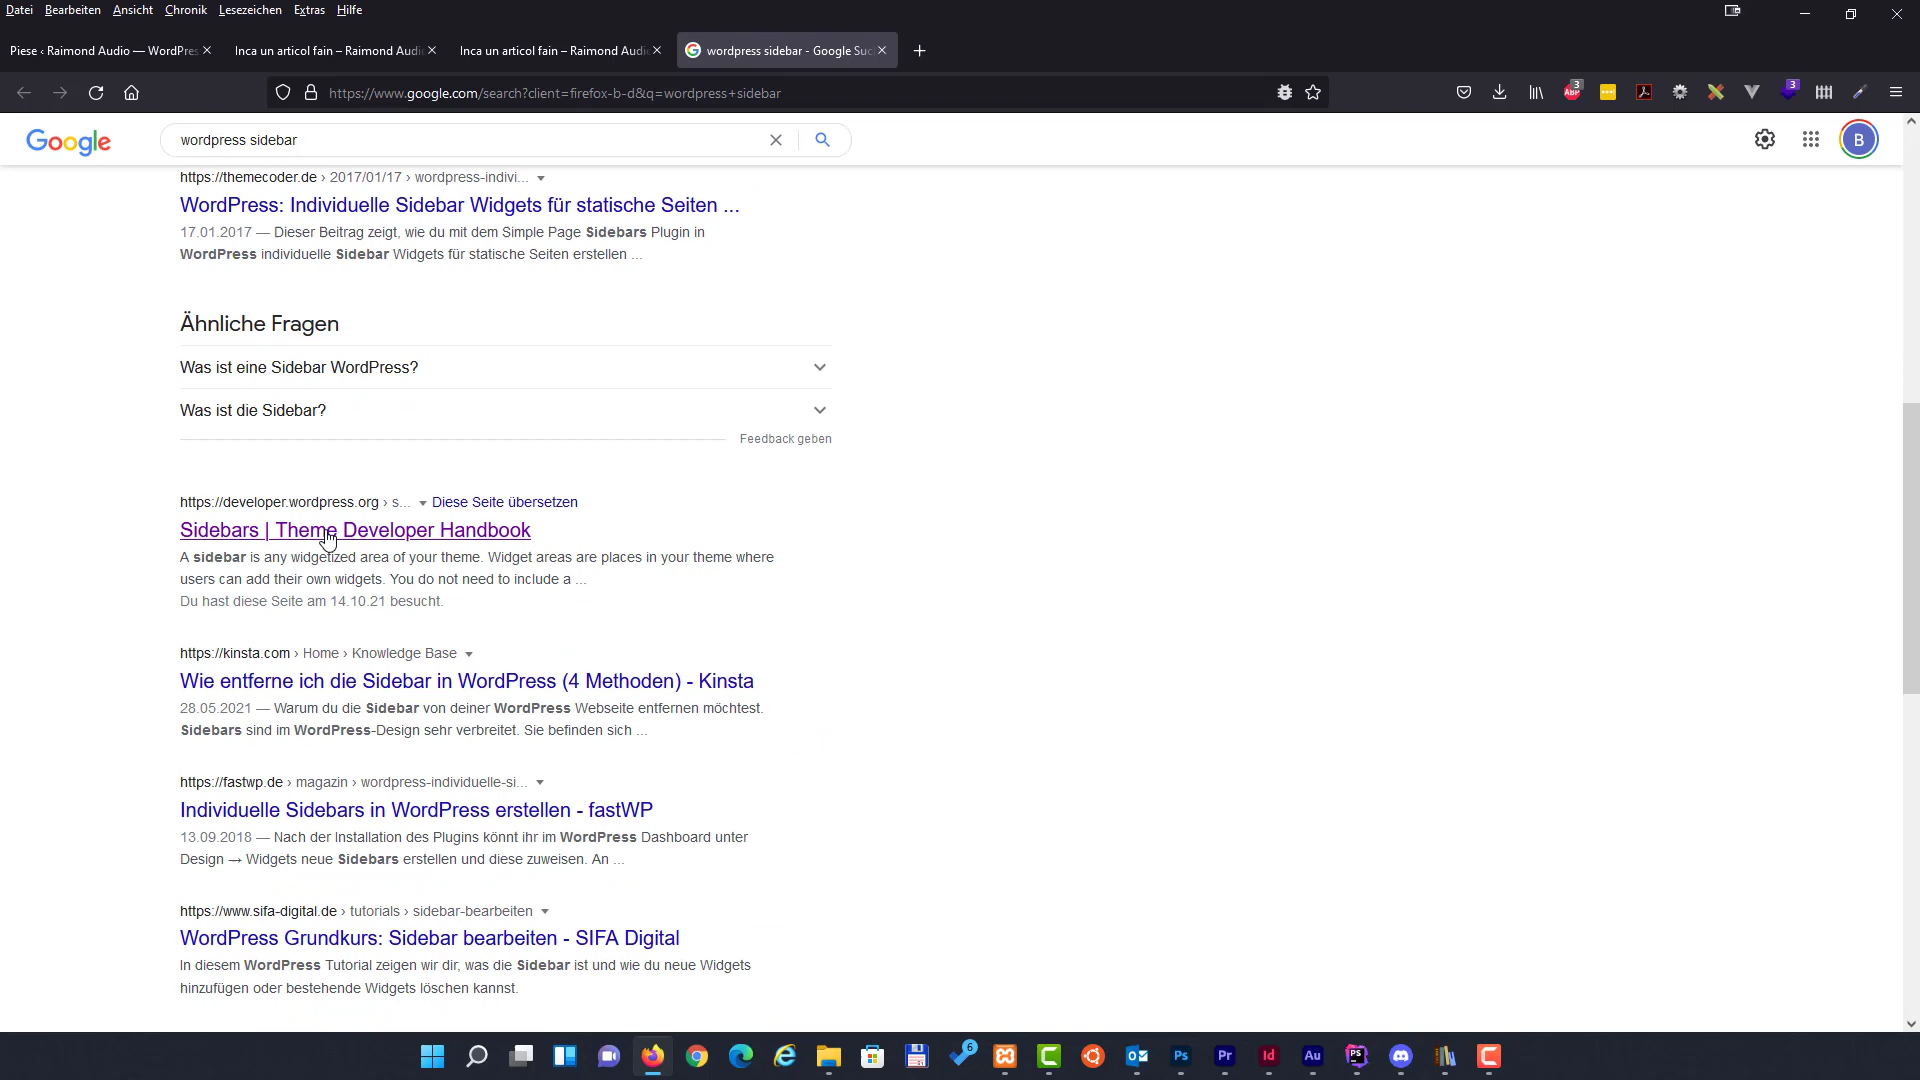 Datei Bearbeiten Ansicht Chronik Lesezeichen Extras Hilfe
Piese ‹ Raimond Audio — WordPres
Inca un articol fain – Raimond Audi
Inca un articol fain – Raimond Audi
wordpress sidebar - Google Suc
https://www.google.com/search?client=firefox-b-d&q=wordpress+sidebar
3
ABP
3
Google
wordpress sidebar
B
https://themecoder.de › 2017/01/17 › wordpress-indivi...
WordPress: Individuelle Sidebar Widgets für statische Seiten ...
17.01.2017 — Dieser Beitrag zeigt, wie du mit dem Simple Page Sidebars Plugin in
WordPress individuelle Sidebar Widgets für statische Seiten erstellen ...
Ähnliche Fragen
Was ist eine Sidebar WordPress?
Was ist die Sidebar?
Feedback geben
https://developer.wordpress.org › s... Diese Seite übersetzen
Sidebars | Theme Developer Handbook
A sidebar is any widgetized area of your theme. Widget areas are places in your theme where
users can add their own widgets. You do not need to include a ...
Du hast diese Seite am 14.10.21 besucht.
https://kinsta.com › Home › Knowledge Base
Wie entferne ich die Sidebar in WordPress (4 Methoden) - Kinsta
28.05.2021 — Warum du die Sidebar von deiner WordPress Webseite entfernen möchtest.
Sidebars sind im WordPress-Design sehr verbreitet. Sie befinden sich ...
https://fastwp.de › magazin › wordpress-individuelle-si...
Individuelle Sidebars in WordPress erstellen - fastWP
13.09.2018 — Nach der Installation des Plugins könnt ihr im WordPress Dashboard unter
Design → Widgets neue Sidebars erstellen und diese zuweisen. An ...
https://www.sifa-digital.de › tutorials › sidebar-bearbeiten
WordPress Grundkurs: Sidebar bearbeiten - SIFA Digital
In diesem WordPress Tutorial zeigen wir dir, was die Sidebar ist und wie du neue Widgets
hinzufügen oder bestehende Widgets löschen kannst.
6
Ps
Pr
Id
Au
PS